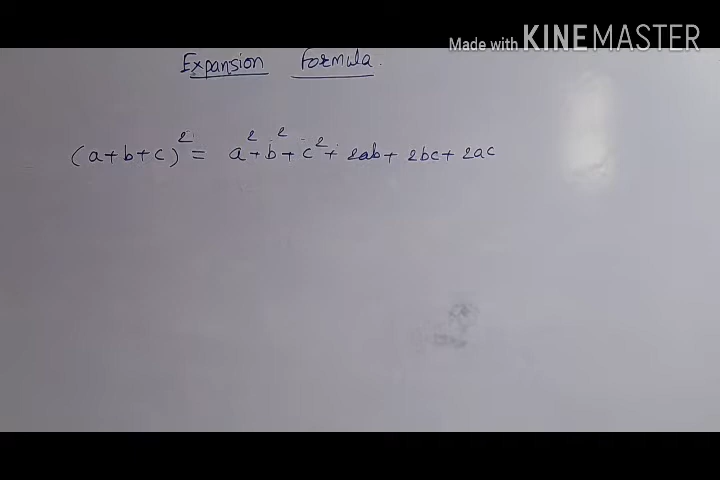 Made with KINEMASTER
Expansion Formula.
(a+b+c)² = a²+b²+c²+2ab+2bc+2ac